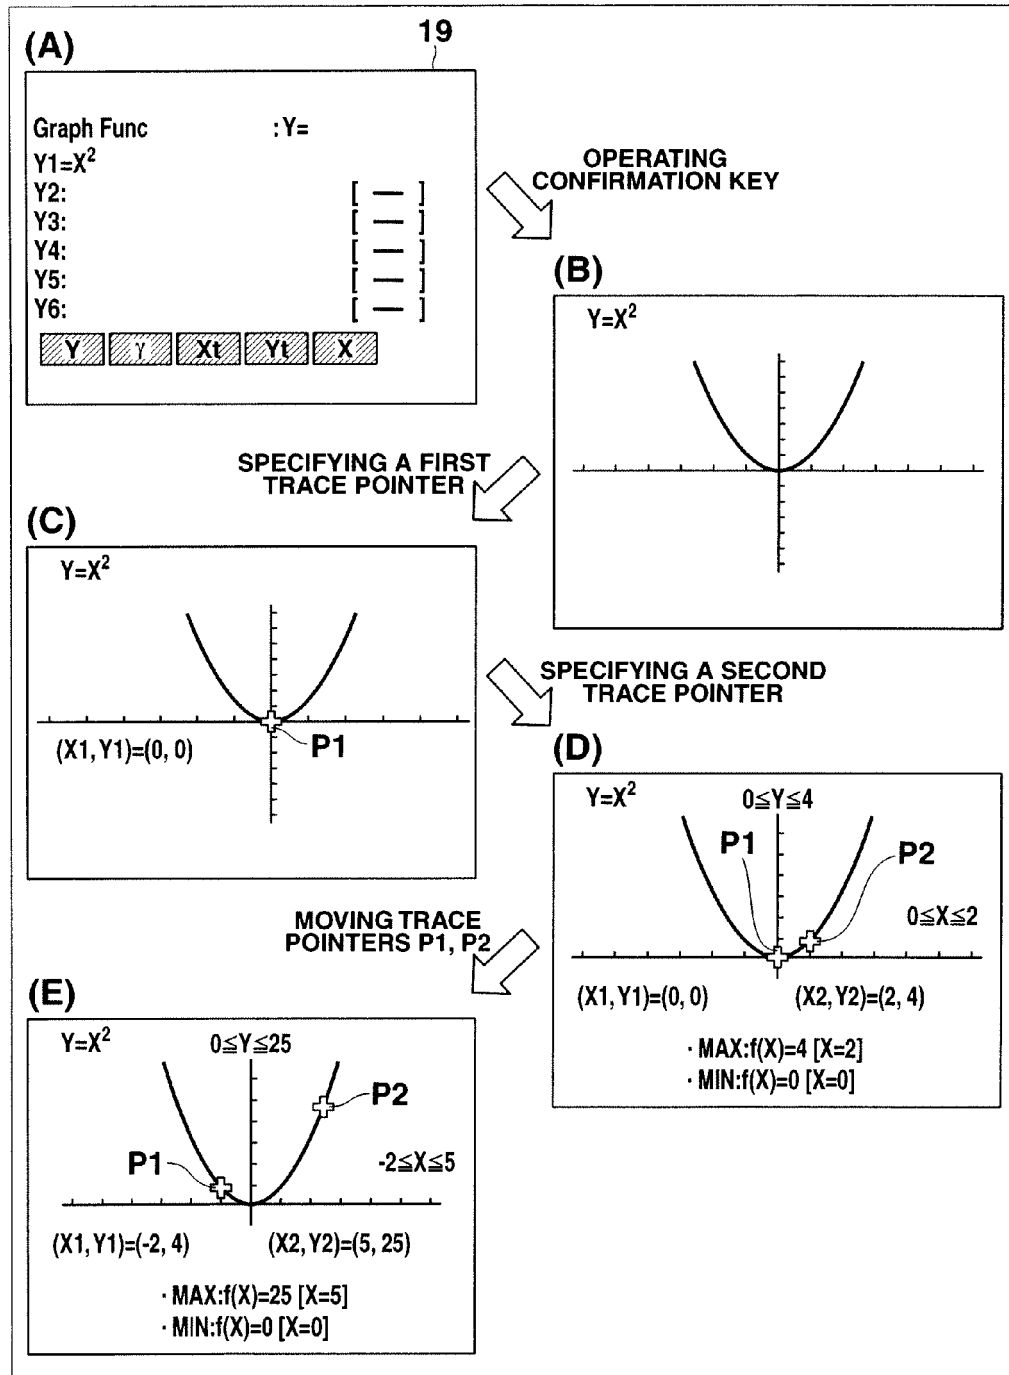 (A)
19
Graph Func :Y=
Y1=X²
Y2: [ — ]
Y3: [ — ]
Y4: [ — ]
Y5: [ — ]
Y6: [ — ]
Y γ Xt Yt X
OPERATING
CONFIRMATION KEY
(B)
Y=X²
SPECIFYING A FIRST
TRACE POINTER
(C)
Y=X²
(X1, Y1)=(0, 0)
P1
SPECIFYING A SECOND
TRACE POINTER
(D)
Y=X²
0≦Y≦4
P1
P2
0≦X≦2
(X1, Y1)=(0, 0) (X2, Y2)=(2, 4)
· MAX:f(X)=4 [X=2]
· MIN:f(X)=0 [X=0]
MOVING TRACE
POINTERS P1, P2
(E)
Y=X²
0≦Y≦25
P2
P1
-2≦X≦5
(X1, Y1)=(-2, 4) (X2, Y2)=(5, 25)
· MAX:f(X)=25 [X=5]
· MIN:f(X)=0 [X=0]